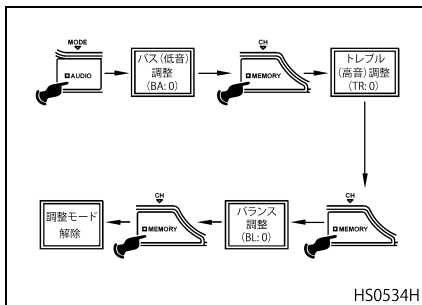 MODE
AUDIO
バス(低音)
調整
(BA: 0)
CH
MEMORY
トレブル
(高音)調整
(TR: 0)
CH
MEMORY
バランス
調整
(BL: 0)
CH
MEMORY
調整モード
解除
HS0534H